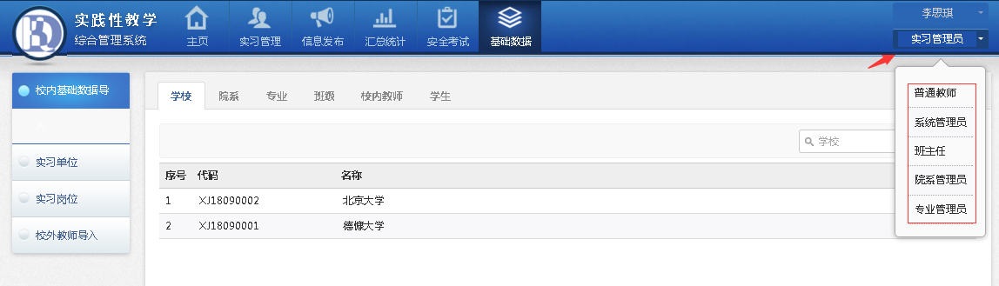 实践性教学
综合管理系统
主页
实习管理
信息发布
汇总统计
安全考试
基础数据
李思琪
实习管理员
普通教师
系统管理员
班主任
院系管理员
专业管理员
校内基础数据导
实习单位
实习岗位
校外教师导入
学校 院系 专业 班级 校内教师 学生
学校
序号 代码 名称
1 XJ18090002 北京大学
2 XJ18090001 德慷大学